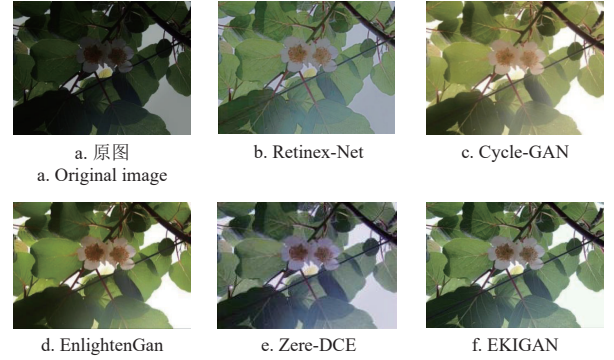 a. 原图
a. Original image
b. Retinex-Net
c. Cycle-GAN
d. EnlightenGan
e. Zere-DCE
f. EKIGAN